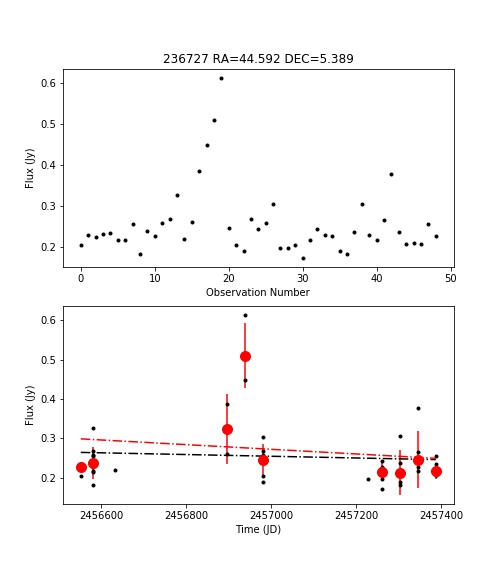 236727 RA=44.592 DEC=5.389
0.6
0.5
0.4
0.3
0.2
Flux (Jy)
0 10 20 30 40 50
Observation Number
0.6
0.5
0.4
0.3
0.2
Flux (Jy)
2456600 2456800 2457000 2457200 2457400
Time (JD)